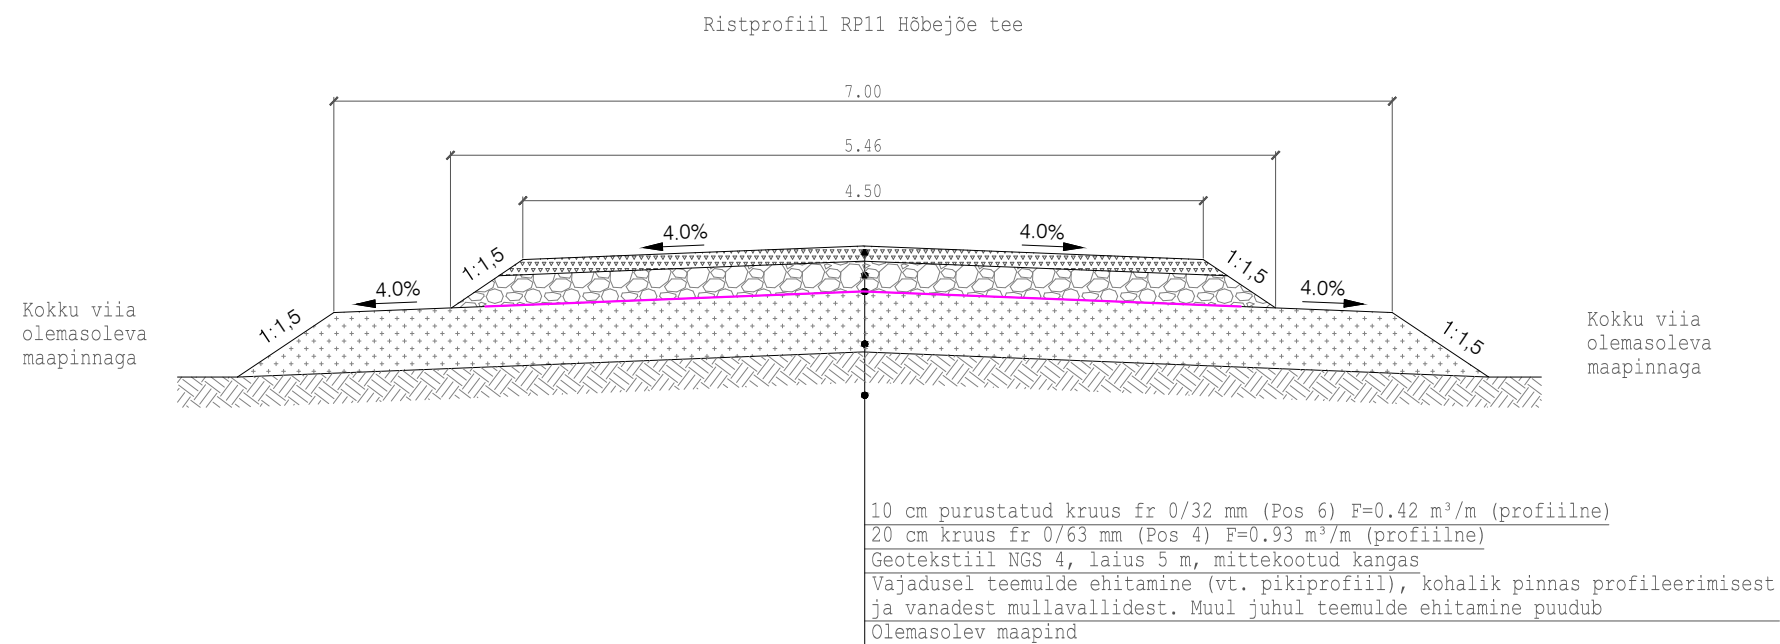 Ristprofiil RP11 Hõbejõe tee
7.00
5.46
4.50
4.0%
4.0%
1:1,5
1:1,5
4.0%
4.0%
1:1,5
1:1,5
Kokku viia
olemasoleva
maapinnaga
Kokku viia
olemasoleva
maapinnaga
10 cm purustatud kruus fr 0/32 mm (Pos 6) F=0.42 m³/m (profiilne)
20 cm kruus fr 0/63 mm (Pos 4) F=0.93 m³/m (profiilne)
Geotekstiil NGS 4, laius 5 m, mittekootud kangas
Vajadusel teemulde ehitamine (vt. pikiprofiil), kohalik pinnas profileerimisest
ja vanadest mullavallidest. Muul juhul teemulde ehitamine puudub
Olemasolev maapind